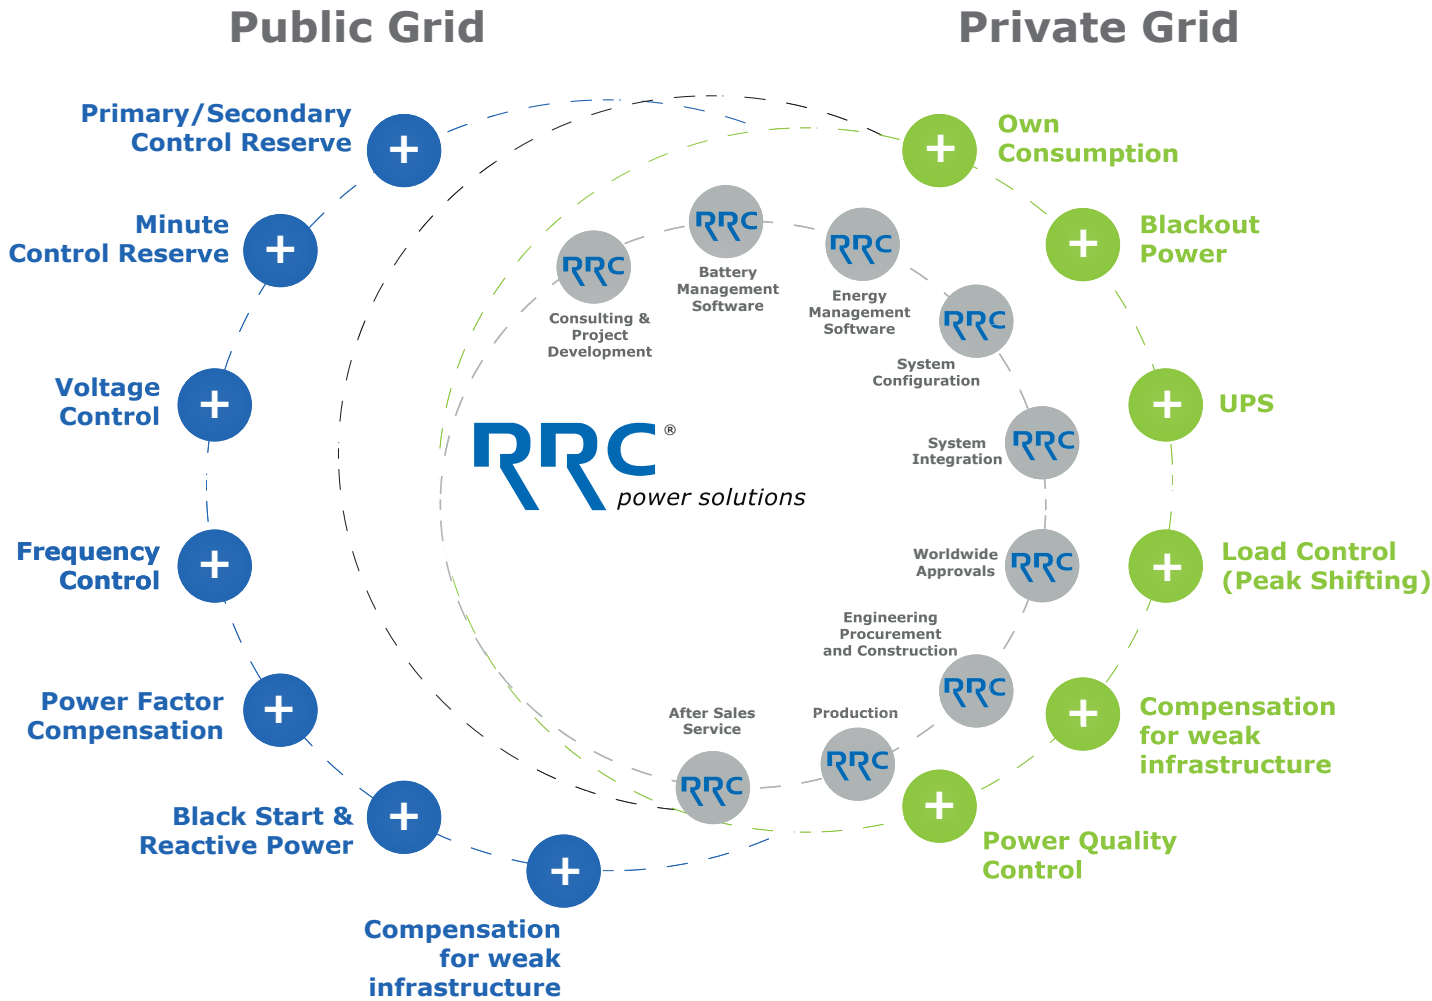 Public Grid
Private Grid
Primary/Secondary
Control Reserve
Minute
Control Reserve
Voltage
Control
Frequency
Control
Power Factor
Compensation
Black Start &
Reactive Power
Compensation
for weak
infrastructure
Own
Consumption
Blackout
Power
UPS
Load Control
(Peak Shifting)
Compensation
for weak
infrastructure
Power Quality
Control
RRC
Consulting &
Project
Development
RRC
Battery
Management
Software
RRC
Energy
Management
Software
RRC
System
Configuration
RRC
System
Integration
RRC
Worldwide
Approvals
RRC
Engineering
Procurement
and Construction
RRC
Production
RRC
After Sales
Service
RRC
RRC®
power solutions